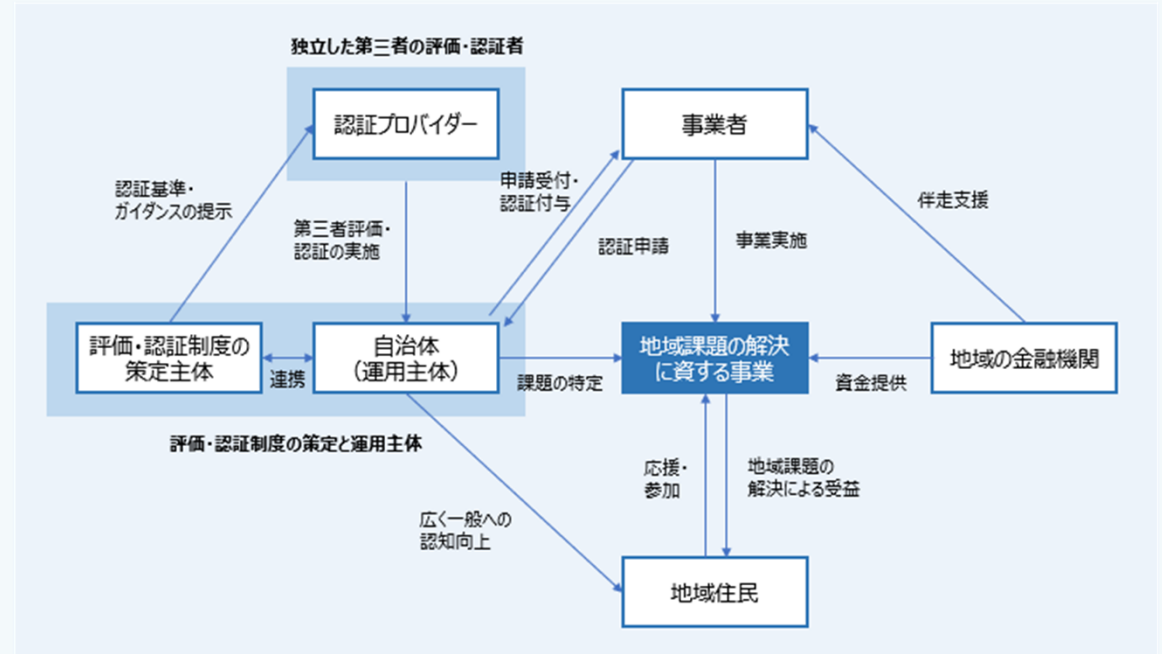 独立した第三者の評価・認証者
認証プロバイダー
事業者
認証基準・
ガイダンスの提示
第三者評価・
認証の実施
申請受付・
認証付与
認証申請
事業実施
伴走支援
評価・認証制度の
策定主体
連携
自治体
（運用主体）
課題の特定
地域課題の解決
に資する事業
資金提供
地域の金融機関
評価・認証制度の策定と運用主体
広く一般への
認知向上
応援・
参加
地域課題の
解決による受益
地域住民